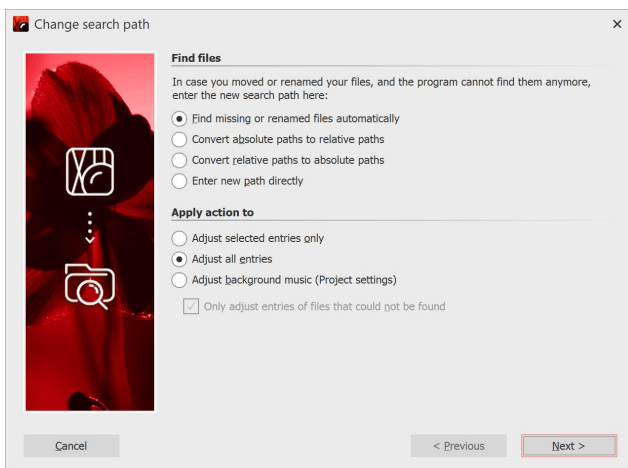 Change search path
Find files
In case you moved or renamed your files, and the program cannot find them anymore,
enter the new search path here:
Find missing or renamed files automatically
Convert absolute paths to relative paths
Convert relative paths to absolute paths
Enter new path directly
Apply action to
Adjust selected entries only
Adjust all entries
Adjust background music (Project settings)
Only adjust entries of files that could not be found
Cancel
< Previous
Next >